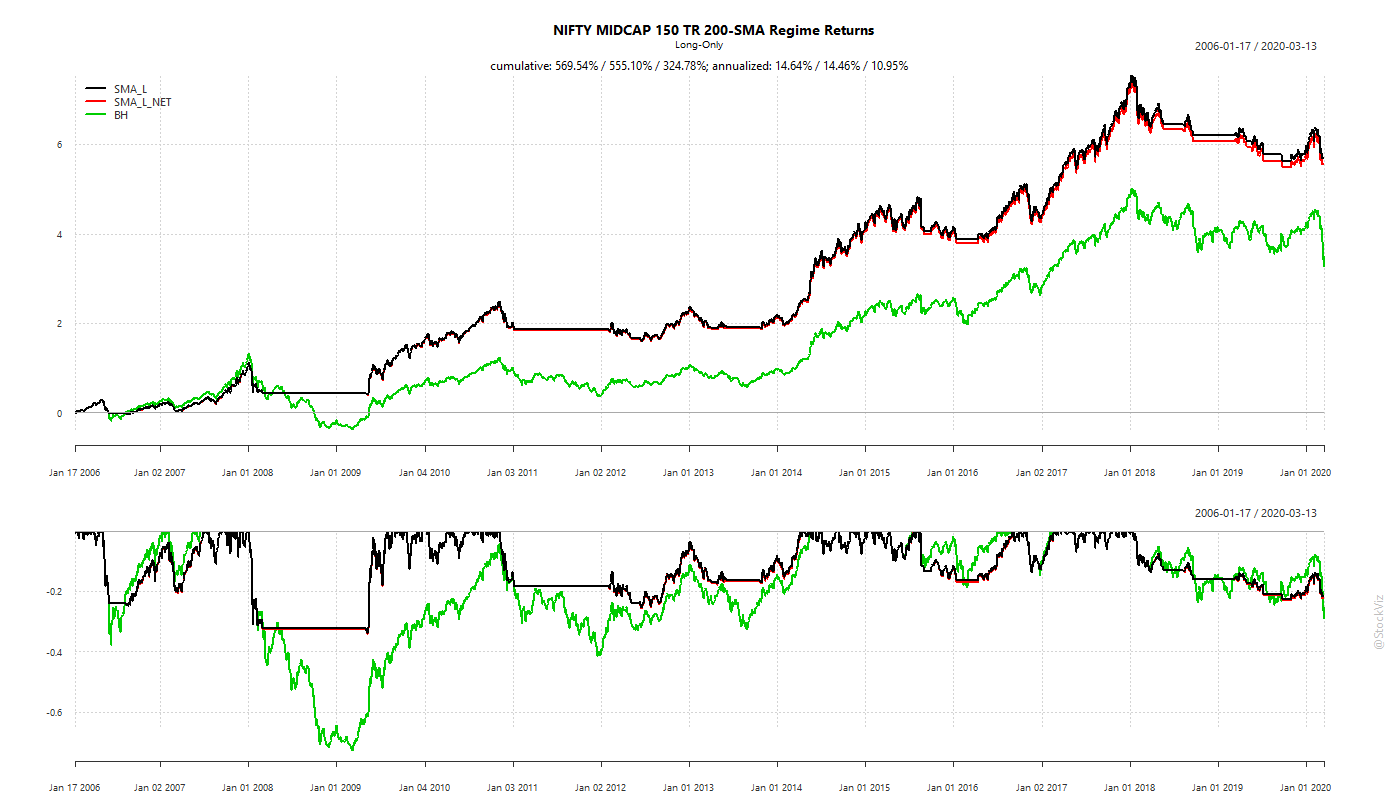 NIFTY MIDCAP 150 TR 200-SMA Regime Returns
Long-Only
2006-01-17 / 2020-03-13
cumulative: 569.54% / 555.10% / 324.78%; annualized: 14.64% / 14.46% / 10.95%
SMA_L
SMA_L_NET
BH
6
4
2
0
Jan 17 2006 Jan 02 2007 Jan 01 2008 Jan 01 2009 Jan 04 2010 Jan 03 2011 Jan 02 2012 Jan 01 2013 Jan 01 2014 Jan 01 2015 Jan 01 2016 Jan 02 2017 Jan 01 2018 Jan 01 2019 Jan 01 2020
2006-01-17 / 2020-03-13
-0.2
-0.4
-0.6
@StockViz
Jan 17 2006 Jan 02 2007 Jan 01 2008 Jan 01 2009 Jan 04 2010 Jan 03 2011 Jan 02 2012 Jan 01 2013 Jan 01 2014 Jan 01 2015 Jan 01 2016 Jan 02 2017 Jan 01 2018 Jan 01 2019 Jan 01 2020